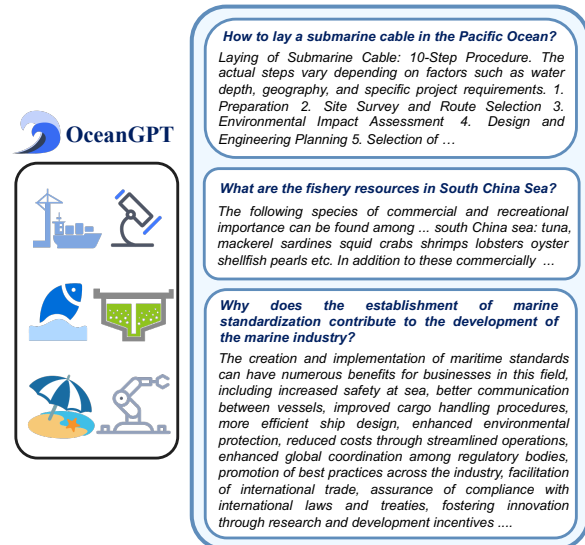 OceanGPT
How to lay a submarine cable in the Pacific Ocean?
Laying of Submarine Cable: 10-Step Procedure. The
actual steps vary depending on factors such as water
depth, geography, and specific project requirements. 1.
Preparation 2. Site Survey and Route Selection 3.
Environmental Impact Assessment 4. Design and
Engineering Planning 5. Selection of …
What are the fishery resources in South China Sea?
The following species of commercial and recreational
importance can be found among ... south China sea: tuna,
mackerel sardines squid crabs shrimps lobsters oyster
shellfish pearls etc. In addition to these commercially ...
Why does the establishment of marine
standardization contribute to the development of
the marine industry?
The creation and implementation of maritime standards
can have numerous benefits for businesses in this field,
including increased safety at sea, better communication
between vessels, improved cargo handling procedures,
more efficient ship design, enhanced environmental
protection, reduced costs through streamlined operations,
enhanced global coordination among regulatory bodies,
promotion of best practices across the industry, facilitation
of international trade, assurance of compliance with
international laws and treaties, fostering innovation
through research and development incentives ....